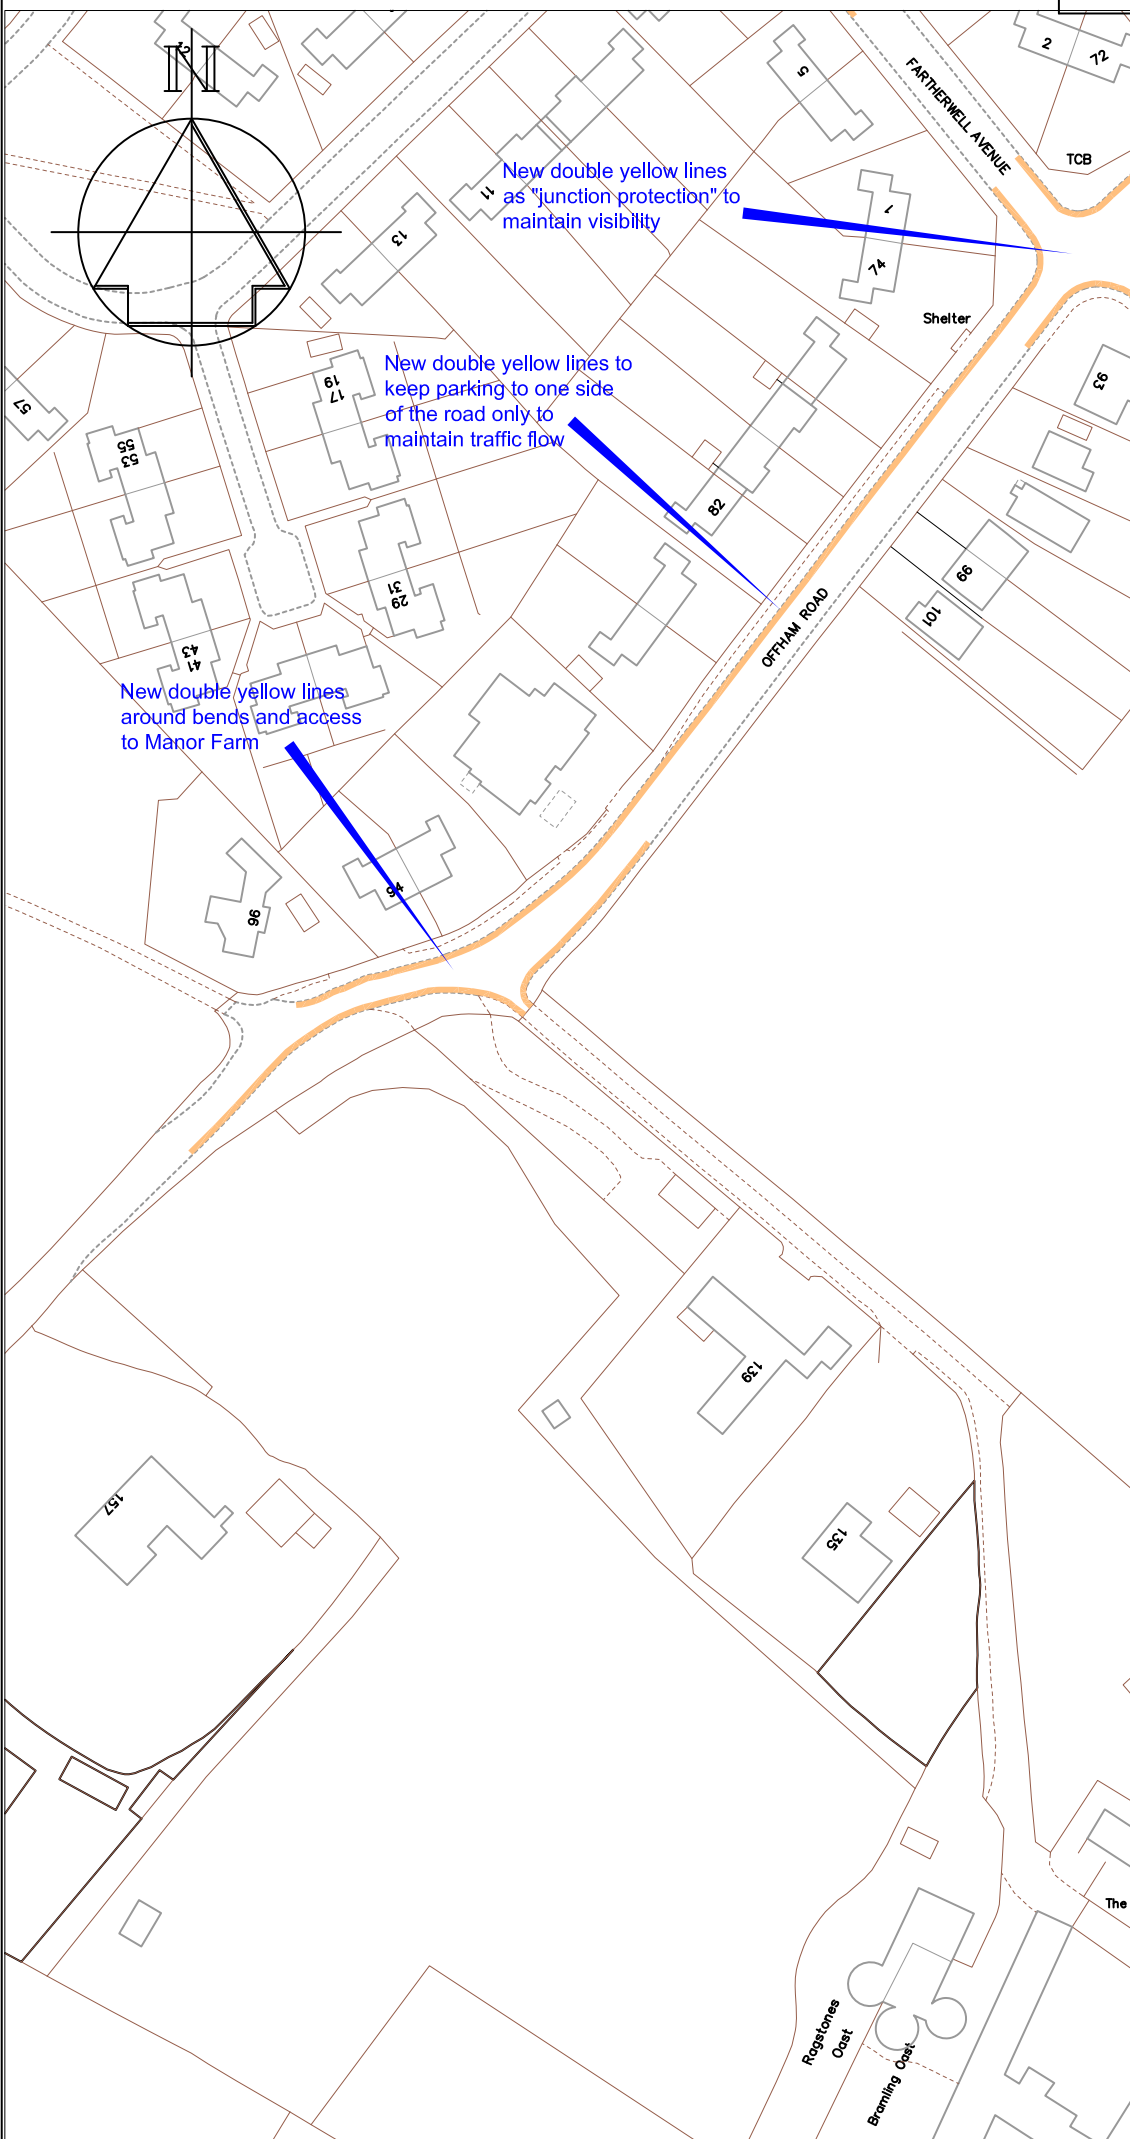 N
12
5
2
72
FARTHERWELL AVENUE
TCB
New double yellow lines
as "junction protection" to
maintain visibility
11
13
1
74
Shelter
New double yellow lines to
keep parking to one side
of the road only to
maintain traffic flow
19
17
57
55
53
93
82
99
101
31
29
OFFHAM ROAD
43
41
New double yellow lines
around bends and access
to Manor Farm
94
96
139
157
135
The
Ragstones
Oast
Bramling Oast